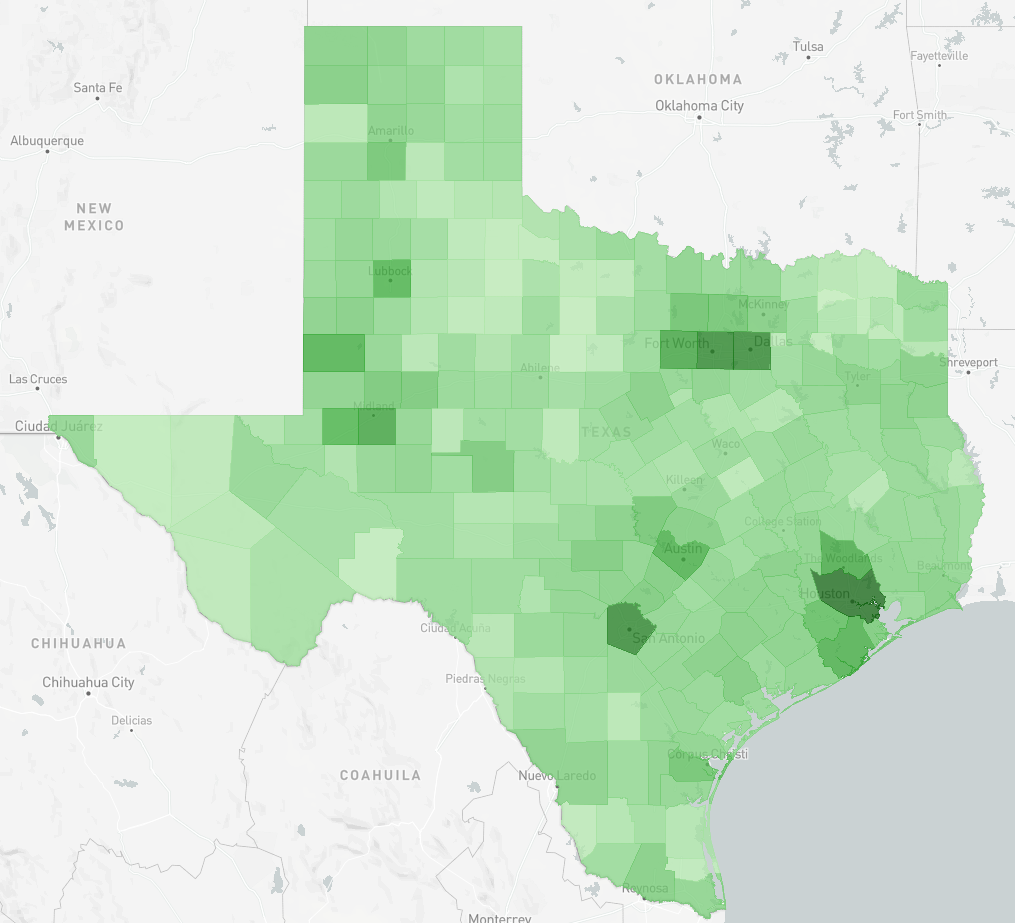 Tulsa
Fayetteville
OKLAHOMA
Santa Fe
Oklahoma City
Fort Smith
Amarillo
Albuquerque
NEW
MEXICO
Lubbock
McKinney
Fort Worth
Dallas
Shreveport
Abilene
Las Cruces
Tyler
Midland
Ciudad Juárez
TEXAS
Waco
Killeen
College Station
Austin
The Woodlands
Beaumont
Houston
Ciudad Acuña
San Antonio
CHIHUAHUA
Piedras Negras
Chihuahua City
Delicias
Corpus Christi
COAHUILA
Nuevo Laredo
Reynosa
Monterrey